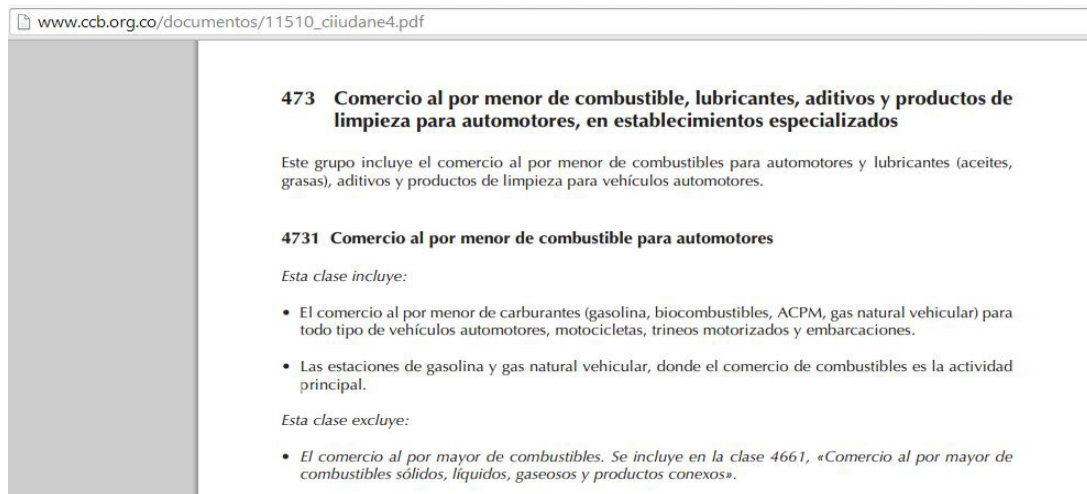 www.ccb.org.co/documentos/11510_ciiudane4.pdf
473 Comercio al por menor de combustible, lubricantes, aditivos y productos de
limpieza para automotores, en establecimientos especializados
Este grupo incluye el comercio al por menor de combustibles para automotores y lubricantes (aceites,
grasas), aditivos y productos de limpieza para vehículos automotores.
4731 Comercio al por menor de combustible para automotores
Esta clase incluye:
• El comercio al por menor de carburantes (gasolina, biocombustibles, ACPM, gas natural vehicular) para
todo tipo de vehículos automotores, motocicletas, trineos motorizados y embarcaciones.
• Las estaciones de gasolina y gas natural vehicular, donde el comercio de combustibles es la actividad
principal.
Esta clase excluye:
• El comercio al por mayor de combustibles. Se incluye en la clase 4661, «Comercio al por mayor de
combustibles sólidos, líquidos, gaseosos y productos conexos».